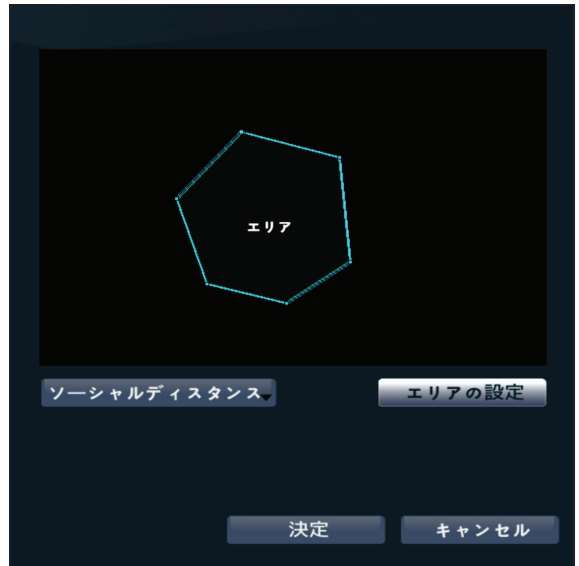 エリア
ソーシャルディスタンス
エリアの設定
決定
キャンセル